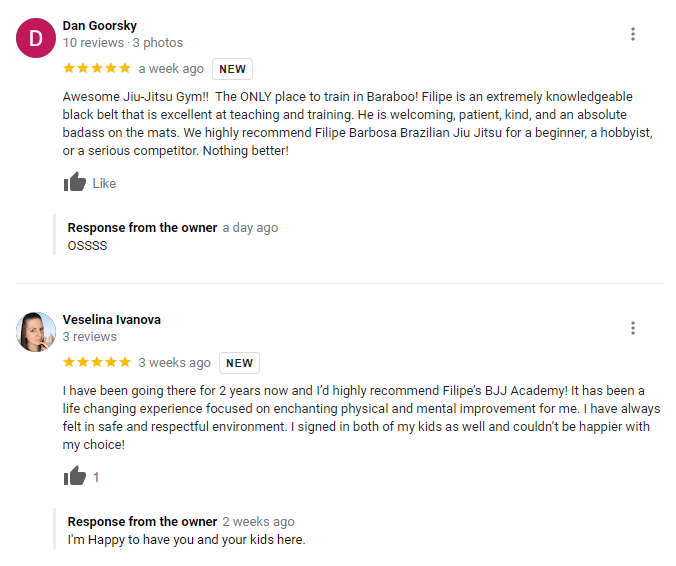 D
Dan Goorsky
10 reviews · 3 photos
a week ago NEW
Awesome Jiu-Jitsu Gym!!  The ONLY place to train in Baraboo! Filipe is an extremely knowledgeable
black belt that is excellent at teaching and training. He is welcoming, patient, kind, and an absolute
badass on the mats. We highly recommend Filipe Barbosa Brazilian Jiu Jitsu for a beginner, a hobbyist,
or a serious competitor. Nothing better!
Like
Response from the owner a day ago
OSSSS
Veselina Ivanova
3 reviews
3 weeks ago NEW
I have been going there for 2 years now and I’d highly recommend Filipe’s BJJ Academy! It has been a
life changing experience focused on enchanting physical and mental improvement for me. I have always
felt in safe and respectful environment. I signed in both of my kids as well and couldn’t be happier with
my choice!
1
Response from the owner 2 weeks ago
I'm Happy to have you and your kids here.